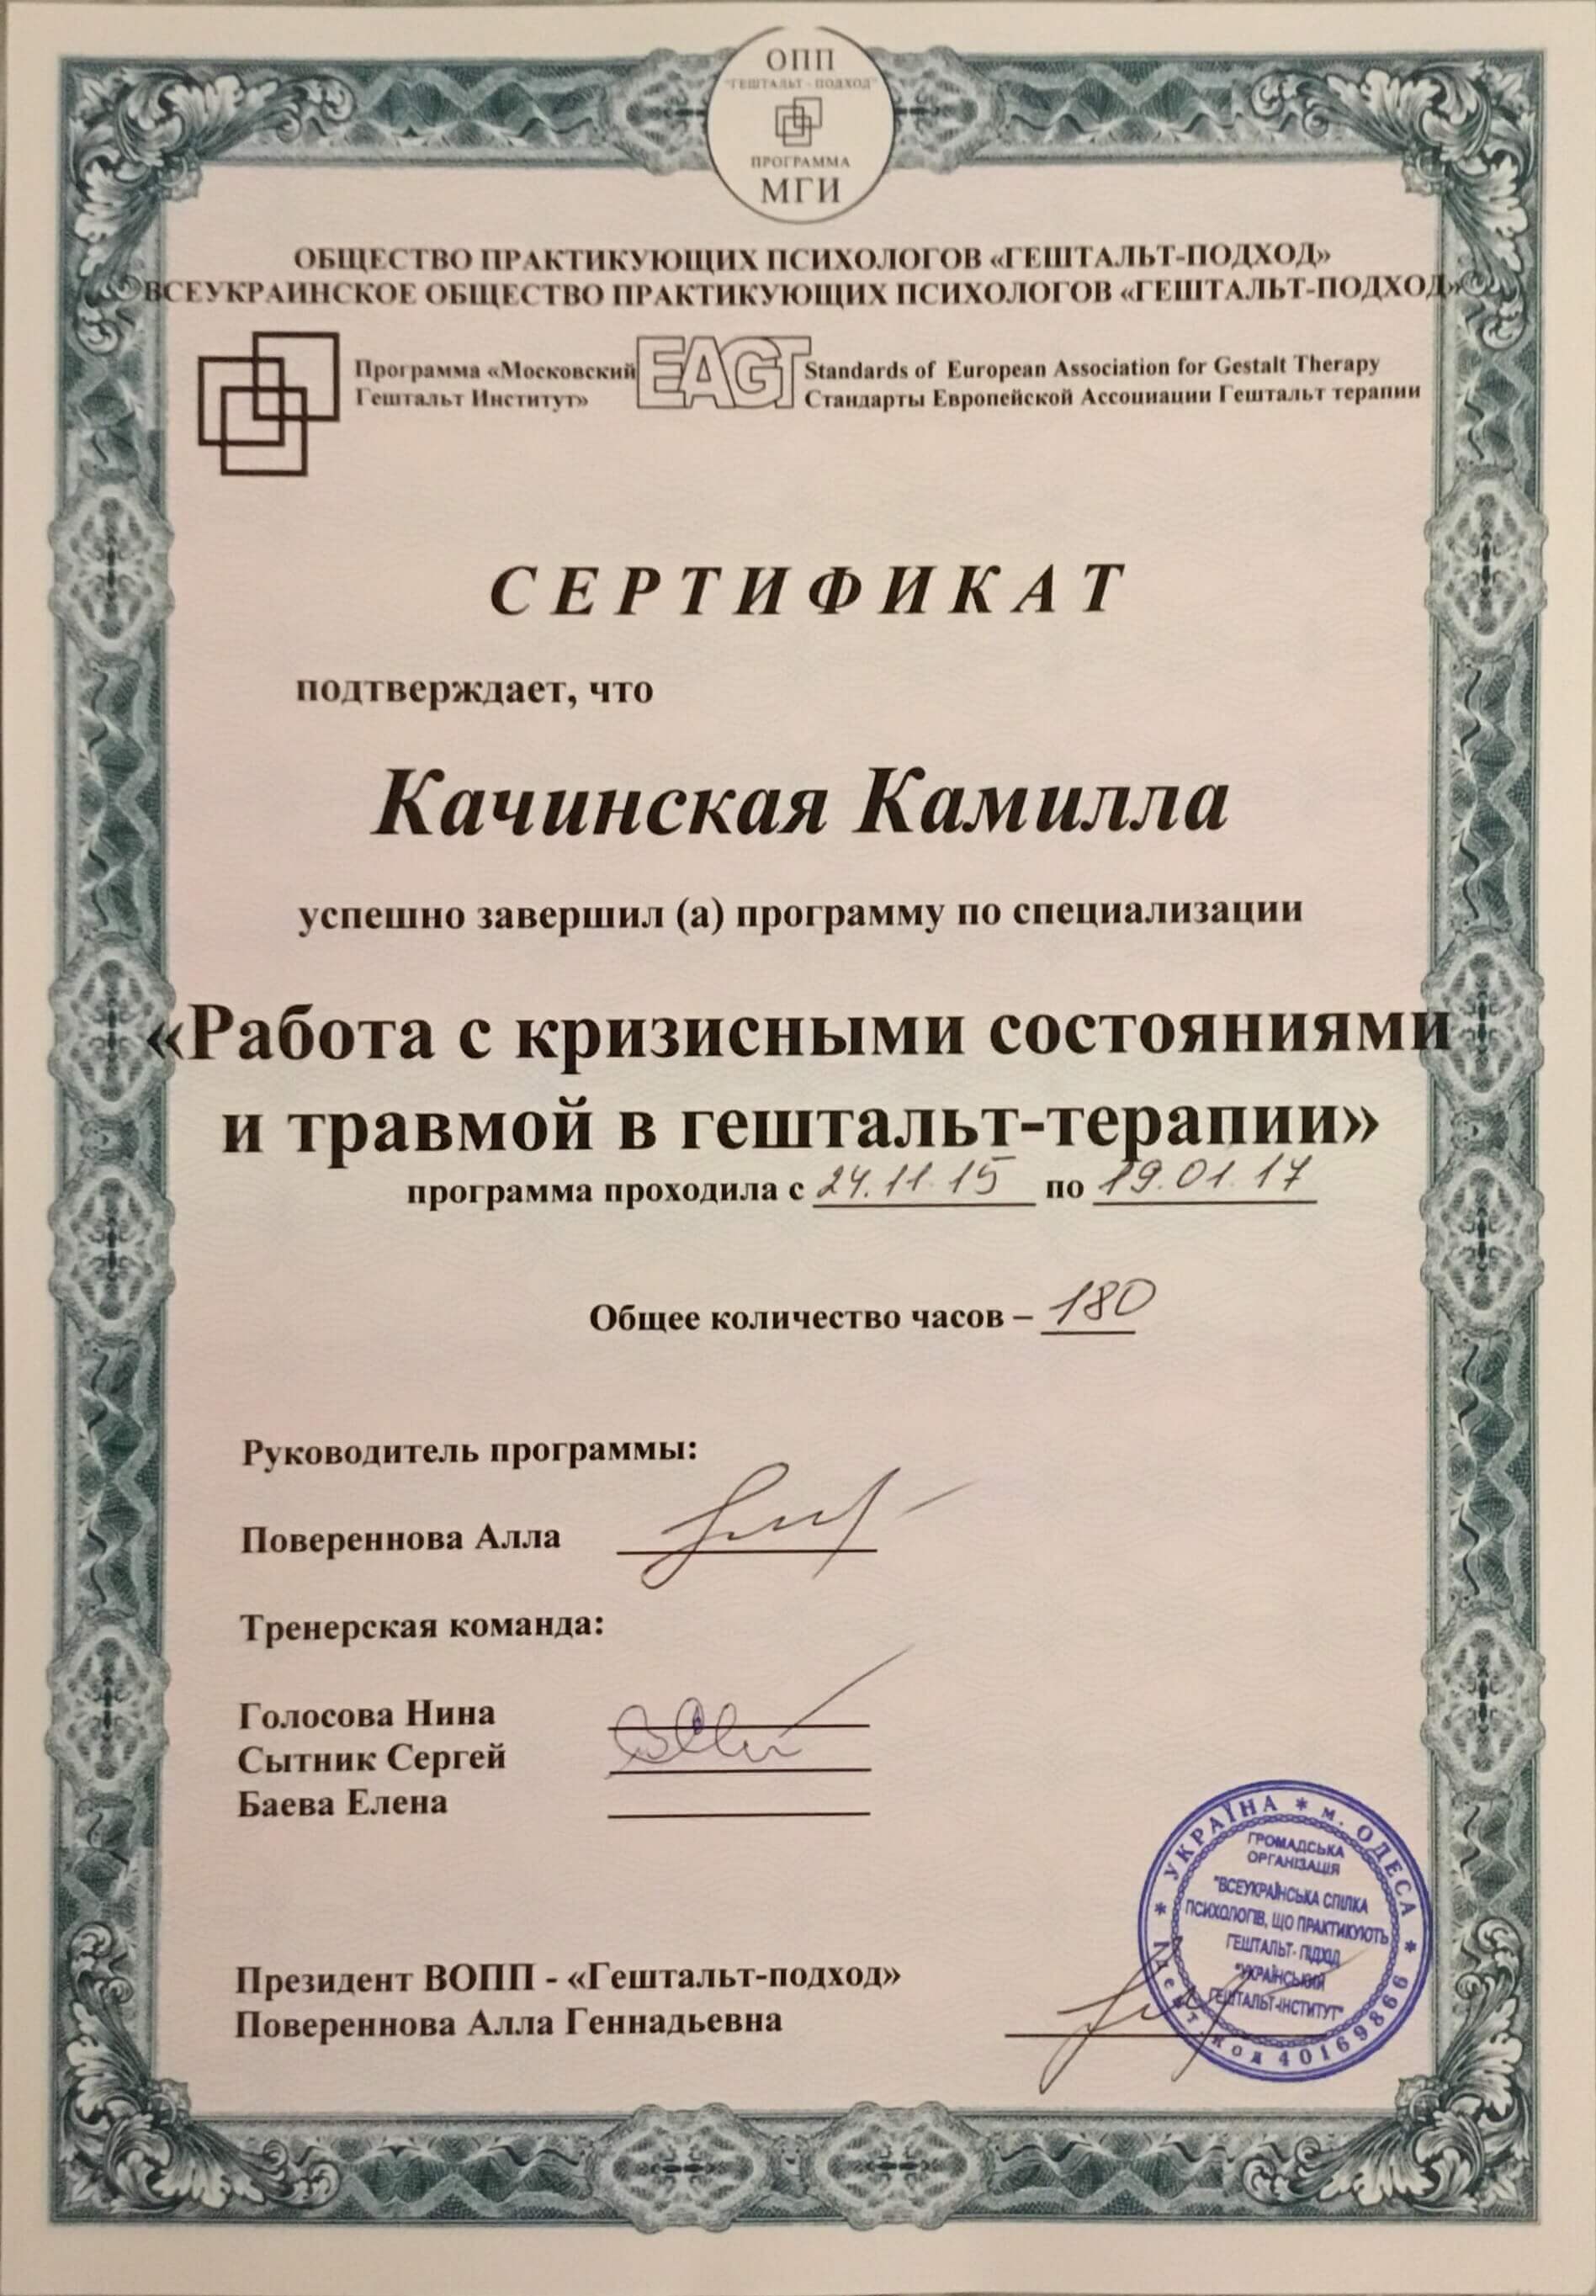 ОПП
"ГЕШТАЛЬТ - ПОДХОД"
ПРОГРАММА
МГИ
ОБЩЕСТВО ПРАКТИКУЮЩИХ ПСИХОЛОГОВ «ГЕШТАЛЬТ-ПОДХОД»
ВСЕУКРАИНСКОЕ ОБЩЕСТВО ПРАКТИКУЮЩИХ ПСИХОЛОГОВ «ГЕШТАЛЬТ-ПОДХОД»
Программа «Московский
Гештальт Институт»
EAGT
Standards of European Association for Gestalt Therapy
Стандарты Европейской Ассоциации Гештальт терапии
СЕРТИФИКАТ
подтверждает, что
Качинская Камилла
успешно завершил (а) программу по специализации
«Работа с кризисными состояниями
и травмой в гештальт-терапии»
программа проходила с 24.11.15 по 19.01.17
Общее количество часов – 180
Руководитель программы:
Повереннова Алла
Тренерская команда:
Голосова Нина
Сытник Сергей
Баева Елена
Президент ВОПП - «Гештальт-подход»
Повереннова Алла Геннадьевна
* УКРАЇНА * м. ОДЕСА *
ГРОМАДСЬКА
ОРГАНІЗАЦІЯ
"ВСЕУКРАЇНСЬКА СПІЛКА
ПСИХОЛОГІВ, ЩО ПРАКТИКУЮТЬ
ГЕШТАЛЬТ- ПІДХІД
"УКРАЇНСЬКИЙ
ГЕШТАЛЬТ-ІНСТИТУТ"
Ідент. код 40169866